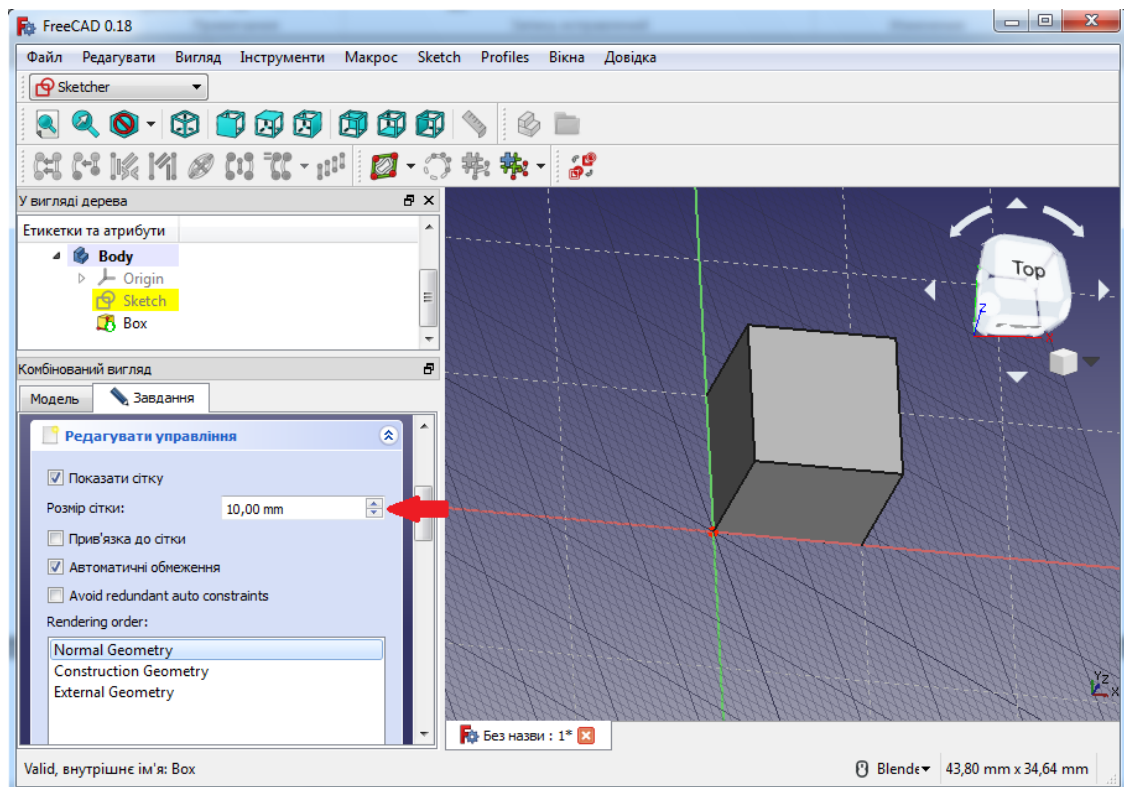 FreeCAD 0.18
Файл Редагувати Вигляд Інструменти Макрос Sketch Profiles Вікна Довідка
Sketcher
У вигляді дерева
Етикетки та атрибути
Body
Origin
Sketch
Box
Комбінований вигляд
Модель Завдання
Редагувати управління
Показати сітку
Розмір сітки: 10,00 mm
Прив'язка до сітки
Автоматичні обмеження
Avoid redundant auto constraints
Rendering order:
Normal Geometry
Construction Geometry
External Geometry
Top
Z
X
Y Z
X
Без назви : 1*
Valid, внутрішнє ім'я: Box
Blende 43,80 mm x 34,64 mm